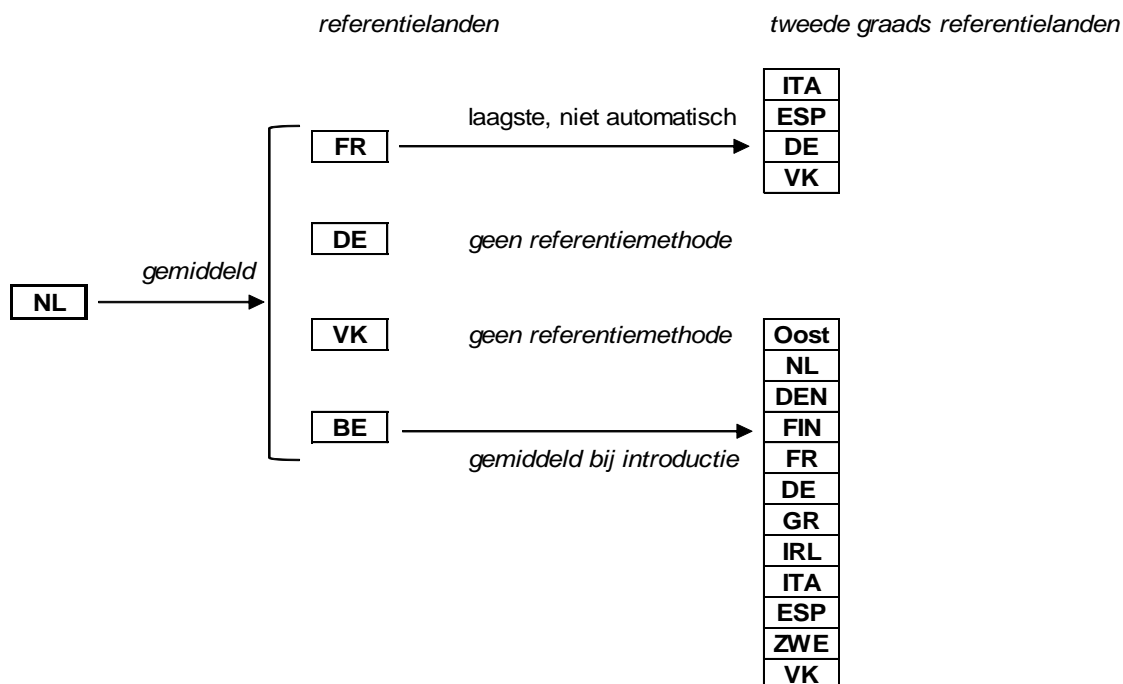 referentielanden
tweede graads referentielanden
ITA
laagste, niet automatisch
ESP
FR
DE
VK
DE
geen referentiemethode
gemiddeld
NL
VK
geen referentiemethode
Oost
NL
DEN
BE
FIN
gemiddeld bij introductie
FR
DE
GR
IRL
ITA
ESP
ZWE
VK